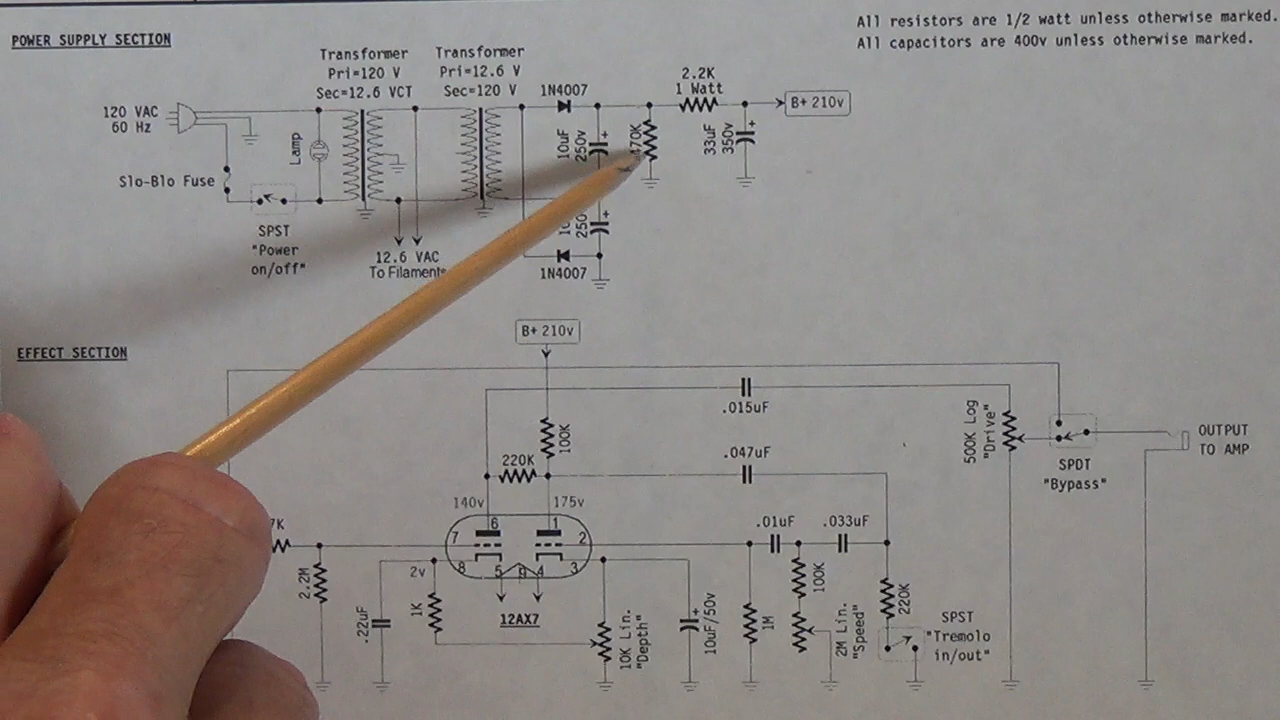 All resistors are 1/2 watt unless otherwise marked.
All capacitors are 400v unless otherwise marked.
POWER SUPPLY SECTION
Transformer
Pri=120 V
Sec=12.6 VCT
Transformer
Pri=12.6 V
Sec=120 V
1N4007
2.2K
1 Watt
B+ 210v
120 VAC
60 Hz
Lamp
10uF
250v
+
470K
33uF
350v
+
Slo-Blo Fuse
SPST
"Power
on/off"
12.6 VAC
To Filaments
250
+
1N4007
EFFECT SECTION
B+ 210v
.015uF
100K
500K Log
"Drive"
OUTPUT
TO AMP
SPDT
"Bypass"
220K
.047uF
140v
175v
6
1
7
2
8
5
9
4
3
.01uF
.033uF
7K
2.2M
2v
.22uF
1K
12AX7
10K Lin.
"Depth"
10uF/50v
+
1M
100K
2M Lin.
"Speed"
220K
SPST
"Tremolo
in/out"